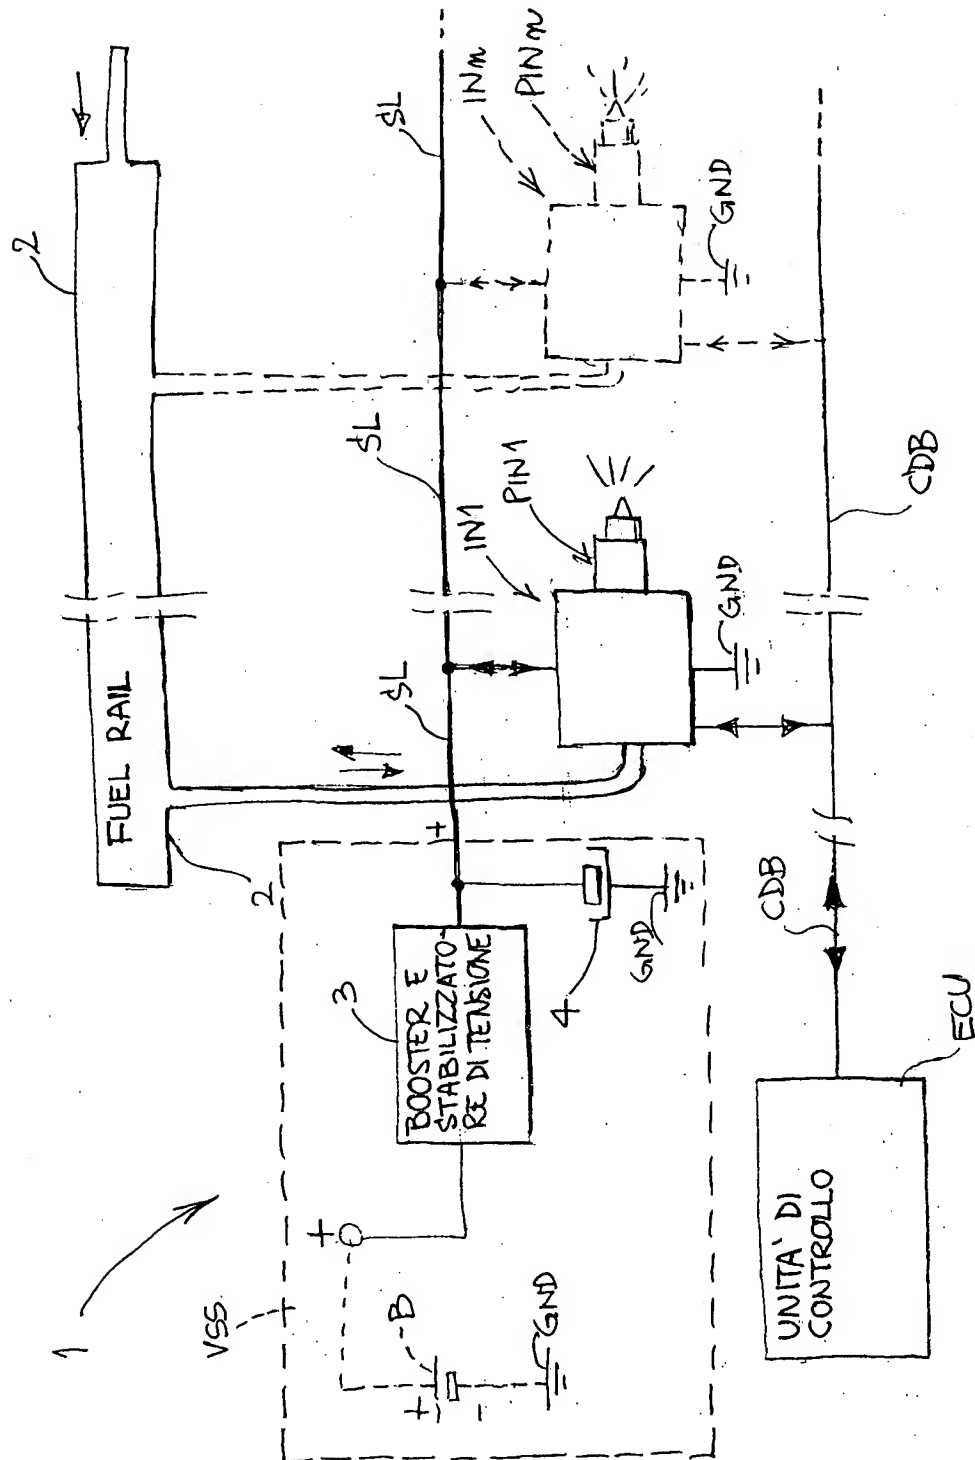 1
VSS
B
+
-
GND
+
3
BOOSTER E
STABILIZZATO-
RE DI TENSIONE
+
4
GND
2
FUEL RAIL
2
SL
SL
SL
IN1
PIN1
GND
INn
PINn
GND
UNITA' DI
CONTROLLO
ECU
CDB
CDB